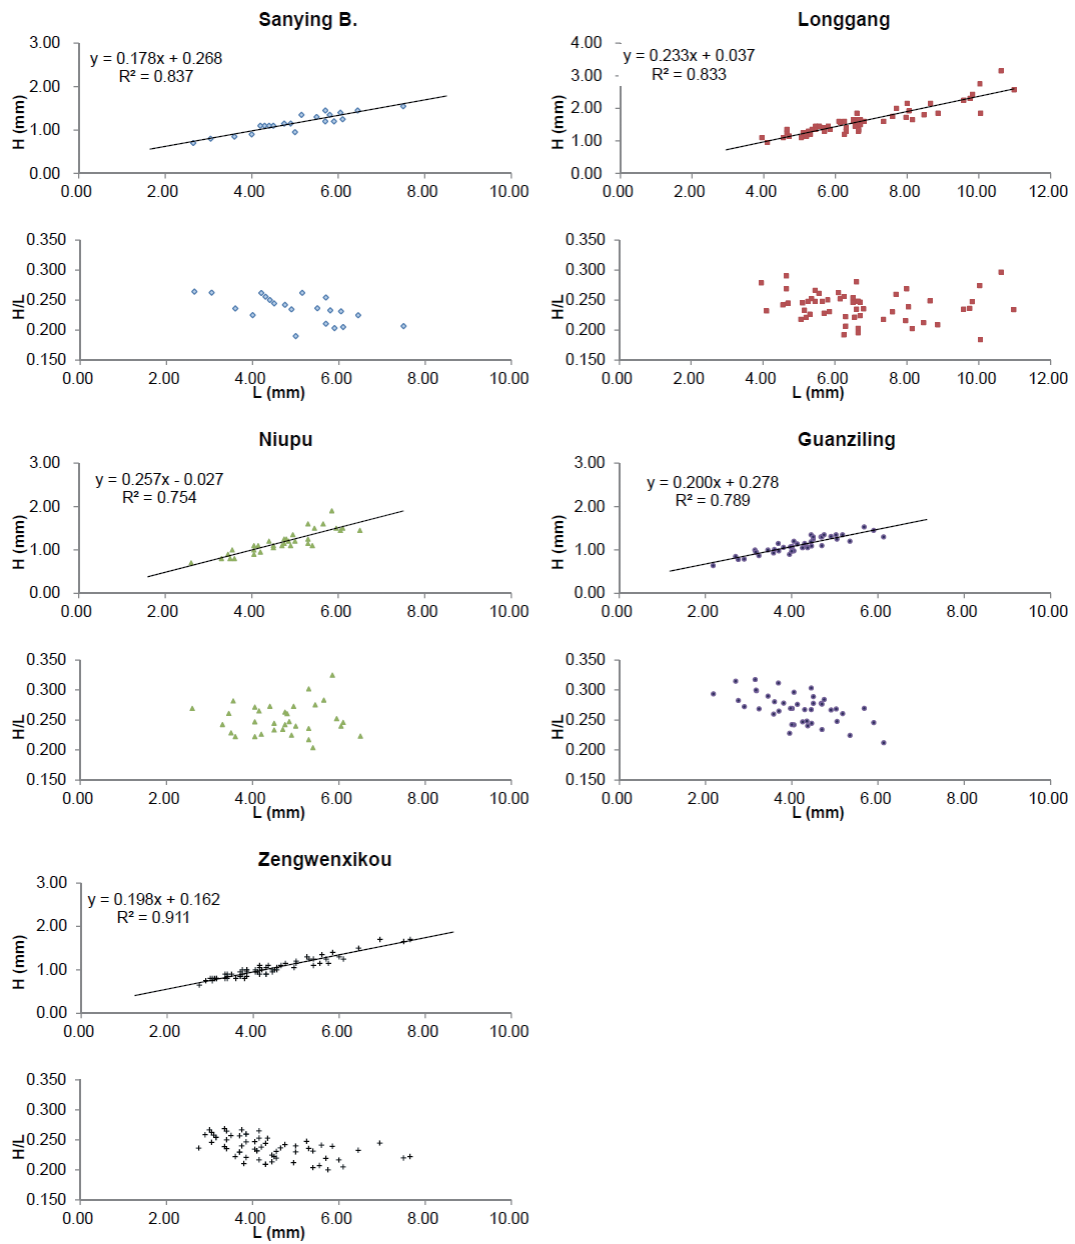 Sanying B.
3.00
y = 0.178x + 0.268
R² = 0.837
2.00
H (mm)
1.00
0.00
0.00 2.00 4.00 6.00 8.00 10.00
0.350
0.300
H/L
0.250
0.200
0.150
0.00 2.00 4.00 6.00 8.00 10.00
L (mm)
Longgang
4.00
y = 0.233x + 0.037
R² = 0.833
3.00
H (mm)
2.00
1.00
0.00
0.00 2.00 4.00 6.00 8.00 10.00 12.00
0.350
0.300
H/L
0.250
0.200
0.150
0.00 2.00 4.00 6.00 8.00 10.00 12.00
L (mm)
Niupu
3.00
y = 0.257x - 0.027
R² = 0.754
2.00
H (mm)
1.00
0.00
0.00 2.00 4.00 6.00 8.00 10.00
0.350
0.300
H/L
0.250
0.200
0.150
0.00 2.00 4.00 6.00 8.00 10.00
L (mm)
Guanziling
3.00
y = 0.200x + 0.278
R² = 0.789
2.00
H (mm)
1.00
0.00
0.00 2.00 4.00 6.00 8.00 10.00
0.350
0.300
H/L
0.250
0.200
0.150
0.00 2.00 4.00 6.00 8.00 10.00
L (mm)
Zengwenxikou
3.00
y = 0.198x + 0.162
R² = 0.911
2.00
H (mm)
1.00
0.00
0.00 2.00 4.00 6.00 8.00 10.00
0.350
0.300
H/L
0.250
0.200
0.150
0.00 2.00 4.00 6.00 8.00 10.00
L (mm)